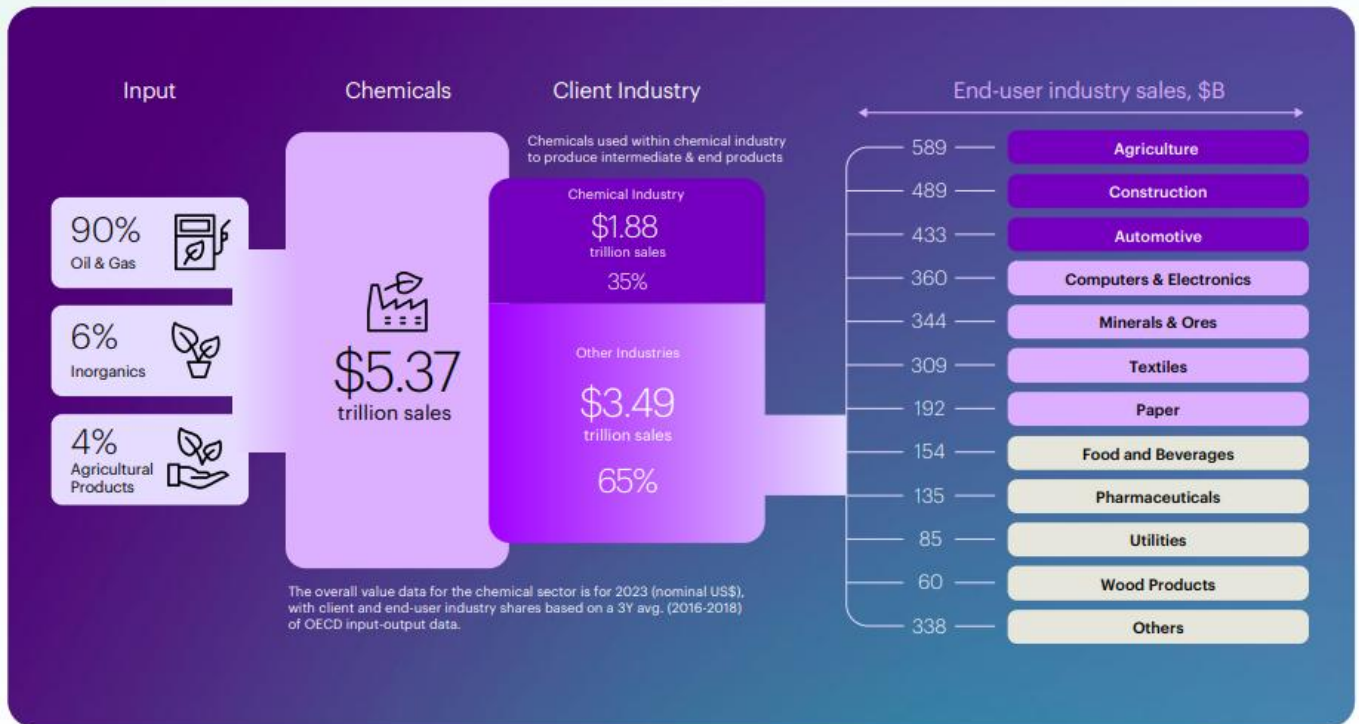 Input
Chemicals
Client Industry
End-user industry sales, $B
90%
Oil & Gas
6%
Inorganics
4%
Agricultural
Products
$5.37
trillion sales
Chemicals used within chemical industry
to produce intermediate & end products
Chemical Industry
$1.88
trillion sales
35%
Other Industries
$3.49
trillion sales
65%
The overall value data for the chemical sector is for 2023 (nominal US$),
with client and end-user industry shares based on a 3Y avg. (2016-2018)
of OECD input-output data.
589 Agriculture
489 Construction
433 Automotive
360 Computers & Electronics
344 Minerals & Ores
309 Textiles
192 Paper
154 Food and Beverages
135 Pharmaceuticals
85 Utilities
60 Wood Products
338 Others